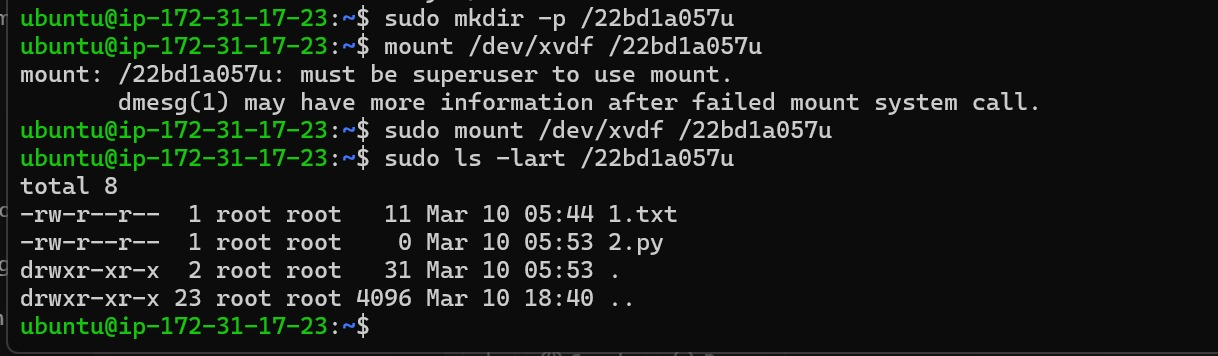 ubuntu@ip-172-31-17-23:~$ sudo mkdir -p /22bd1a057u
ubuntu@ip-172-31-17-23:~$ mount /dev/xvdf /22bd1a057u
mount: /22bd1a057u: must be superuser to use mount.
       dmesg(1) may have more information after failed mount system call.
ubuntu@ip-172-31-17-23:~$ sudo mount /dev/xvdf /22bd1a057u
ubuntu@ip-172-31-17-23:~$ sudo ls -lart /22bd1a057u
total 8
-rw-r--r--  1 root root   11 Mar 10 05:44 1.txt
-rw-r--r--  1 root root    0 Mar 10 05:53 2.py
drwxr-xr-x  2 root root   31 Mar 10 05:53 .
drwxr-xr-x 23 root root 4096 Mar 10 18:40 ..
ubuntu@ip-172-31-17-23:~$